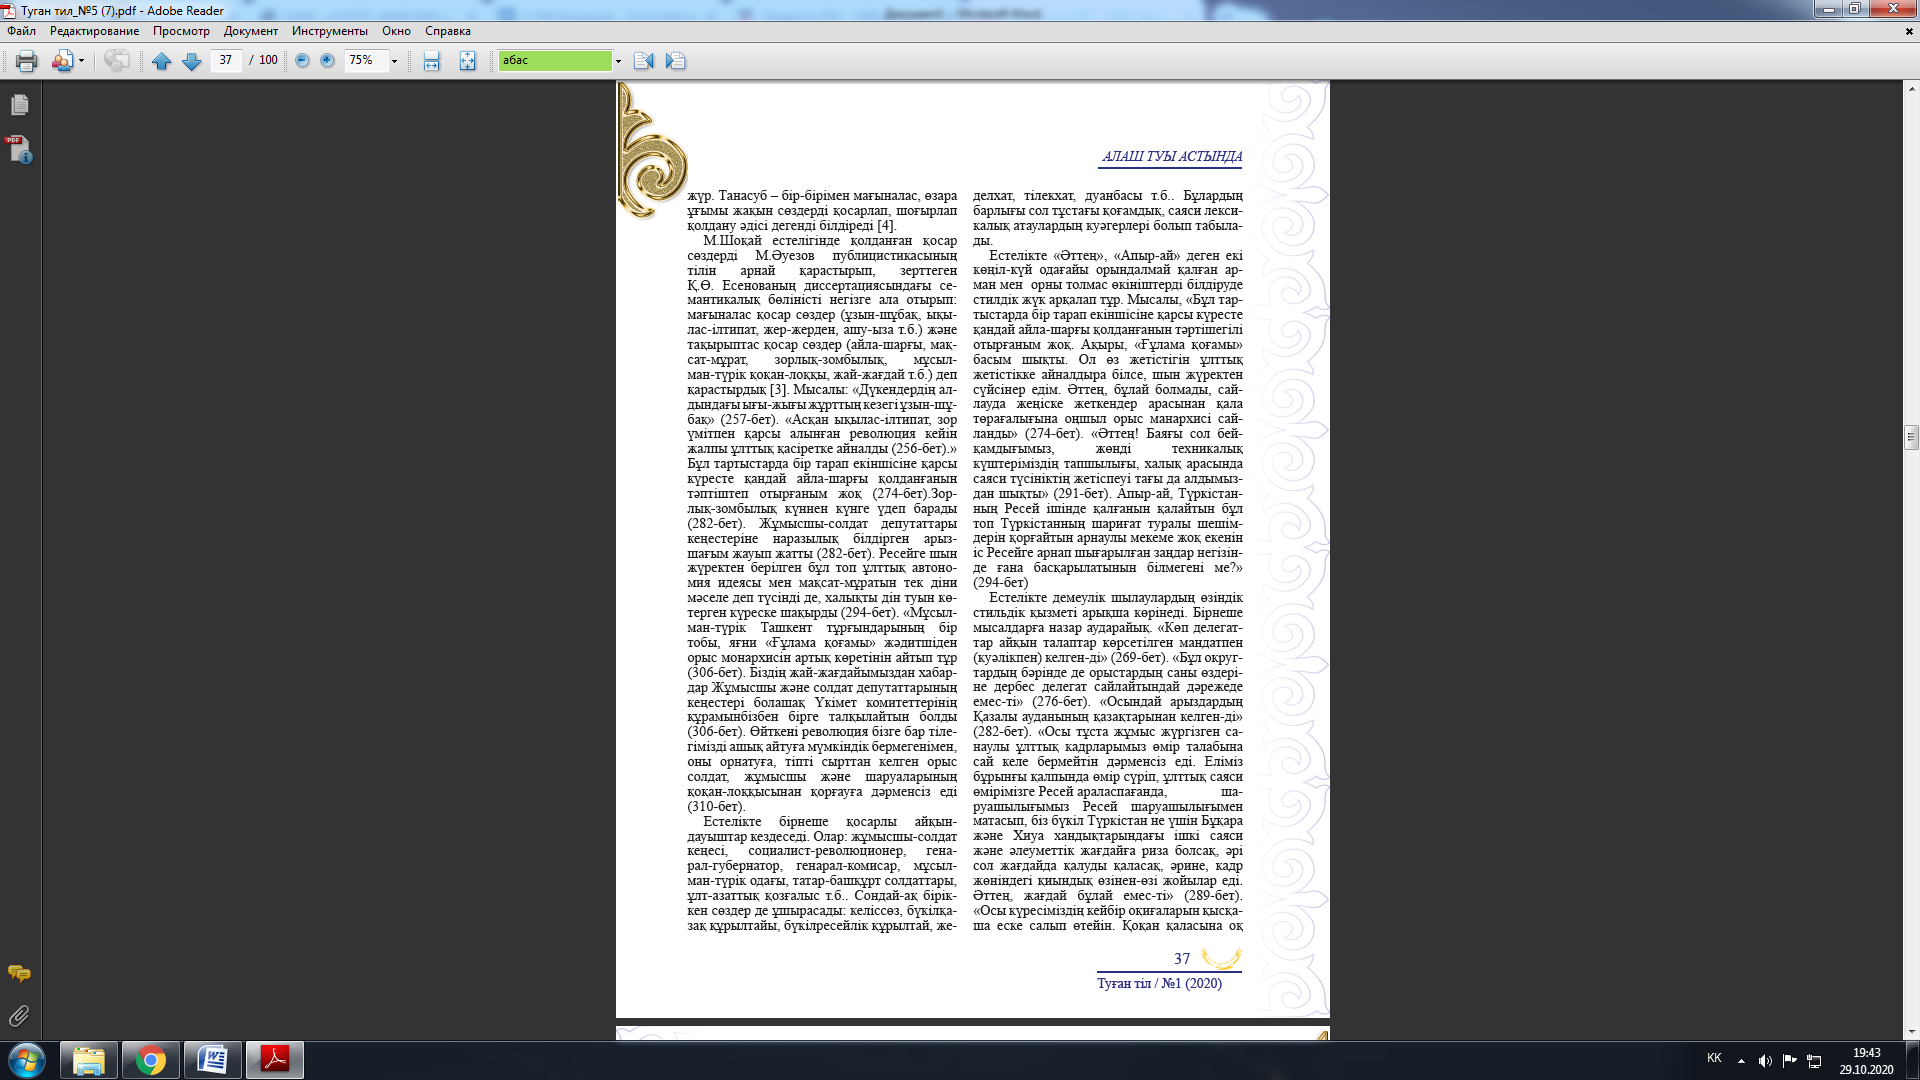 Туған тил_№5 (7).pdf - Adobe Reader
Файл Редактирование Просмотр Документ Инструменты Окно Справка
37 / 100 75% абас
АЛАШ ТУЫ АСТЫНДА
жүр. Танасуб – бір-бірімен мағыналас, өзара
ұғымы жақын сөздерді қосарлап, шоғырлап
қолдану әдісі дегенді білдіреді [4].
М.Шоқай естелігінде қолданған қосар
сөздерді М.Әуезов публицистикасының
тілін арнай қарастырып, зерттеген
Қ.Ө. Есенованың диссертациясындағы се-
мантикалық бөліністі негізге ала отырып:
мағыналас қосар сөздер (ұзын-шұбақ, ықы-
лас-ілтипат, жер-жерден, ашу-ыза т.б.) және
тақырыптас қосар сөздер (айла-шарғы, мақ-
сат-мұрат, зорлық-зомбылық, мұсыл-
ман-түрік қоқан-лоққы, жай-жағдай т.б.) деп
қарастырдық [3]. Мысалы: «Дүкендердің ал-
дындағы ығы-жығы жұрттың кезегі ұзын-шұ-
бақ» (257-бет). «Асқан ықылас-ілтипат, зор
үмітпен қарсы алынған революция кейін
жалпы ұлттық қасіретке айналды (256-бет).»
Бұл тартыстарда бір тарап екіншісіне қарсы
күресте қандай айла-шарғы қолданғанын
тәптіштеп отырғаным жоқ (274-бет).Зор-
лық-зомбылық күннен күнге үдеп барады
(282-бет). Жұмысшы-солдат депутаттары
кеңестеріне наразылық білдірген арыз-
шағым жауып жатты (282-бет). Ресейге шын
жүректен берілген бұл топ ұлттық автоно-
мия идеясы мен мақсат-мұратын тек діни
мәселе деп түсінді де, халықты дін туын кө-
терген күреске шақырды (294-бет). «Мұсыл-
ман-түрік Ташкент тұрғындарының бір
тобы, яғни «Ғұлама қоғамы» жәдитшіден
орыс монархисін артық көретінін айтып тұр
(306-бет). Біздің жай-жағдайымыздан хабар-
дар Жұмысшы және солдат депутаттарының
кеңестері болашақ Үкімет комитеттерінің
құрамынбізбен бірге талқылайтын болды
(306-бет). Өйткені революция бізге бар тіле-
гімізді ашық айтуға мүмкіндік бермегенімен,
оны орнатуға, тіпті сырттан келген орыс
солдат, жұмысшы және шаруаларының
қоқан-лоққысынан қорғауға дәрменсіз еді
(310-бет).
Естелікте бірнеше қосарлы айқын-
дауыштар кездеседі. Олар: жұмысшы-солдат
кеңесі, социалист-революционер, гена-
рал-губернатор, генарал-комисар, мұсыл-
ман-түрік одағы, татар-башқұрт солдаттары,
ұлт-азаттық қозғалыс т.б.. Сондай-ақ бірік-
кен сөздер де ұшырасады: келіссөз, бүкілқа-
зақ құрылтайы, бүкілресейлік құрылтай, же-
делхат, тілекхат, дуанбасы т.б.. Бұлардың
барлығы сол тұстағы қоғамдық, саяси лекси-
калық атаулардың куәгерлері болып табыла-
ды.
Естелікте «Әттең», «Апыр-ай» деген екі
көңіл-күй одағайы орындалмай қалған ар-
ман мен орны толмас өкініштерді білдіруде
стилдік жүк арқалап тұр. Мысалы, «Бұл тар-
тыстарда бір тарап екіншісіне қарсы күресте
қандай айла-шарғы қолданғанын тәртішегілі
отырғаным жоқ. Ақыры, «Ғұлама қоғамы»
басым шықты. Ол өз жетістігін ұлттық
жетістікке айналдыра білсе, шын жүректен
сүйсінер едім. Әттең, бұлай болмады, сай-
лауда жеңіске жеткендер арасынан қала
төрағалығына оңшыл орыс манархисі сай-
ланды» (274-бет). «Әттең! Баяғы сол бей-
қамдығымыз, жөнді техникалық
күштеріміздің тапшылығы, халық арасында
саяси түсініктің жетіспеуі тағы да алдымыз-
дан шықты» (291-бет). Апыр-ай, Түркістан-
ның Ресей ішінде қалғанын қалайтын бұл
топ Түркістанның шариғат туралы шешім-
дерін қорғайтын арнаулы мекеме жоқ екенін
іс Ресейге арнап шығарылған заңдар негізін-
де ғана басқарылатынын білмегені ме?»
(294-бет)
Естелікте демеулік шылаулардың өзіндік
стильдік қызметі арықша көрінеді. Бірнеше
мысалдарға назар аударайық. «Көп делегат-
тар айқын талаптар көрсетілген мандатпен
(куәлікпен) келген-ді» (269-бет). «Бұл округ-
тардың бәрінде де орыстардың саны өздері-
не дербес делегат сайлайтындай дәрежеде
емес-ті» (276-бет). «Осындай арыздардың
Қазалы ауданының қазақтарынан келген-ді»
(282-бет). «Осы тұста жұмыс жүргізген са-
наулы ұлттық кадрларымыз өмір талабына
сай келе бермейтін дәрменсіз еді. Еліміз
бұрынғы қалпында өмір сүріп, ұлттық саяси
өмірімізге Ресей араласпағанда, ша-
руашылығымыз Ресей шаруашылығымен
матасып, біз бүкіл Түркістан не үшін Бұқара
және Хиуа хандықтарындағы ішкі саяси
және әлеуметтік жағдайға риза болсақ, әрі
сол жағдайда қалуды қаласақ, әрине, кадр
жөніндегі қиындық өзінен-өзі жойылар еді.
Әттең, жағдай бұлай емес-ті» (289-бет).
«Осы күресіміздің кейбір оқиғаларын қысқа-
ша еске салып өтейін. Қоқан қаласына оқ
37
Туған тіл / №1 (2020)
KK
19:43
29.10.2020